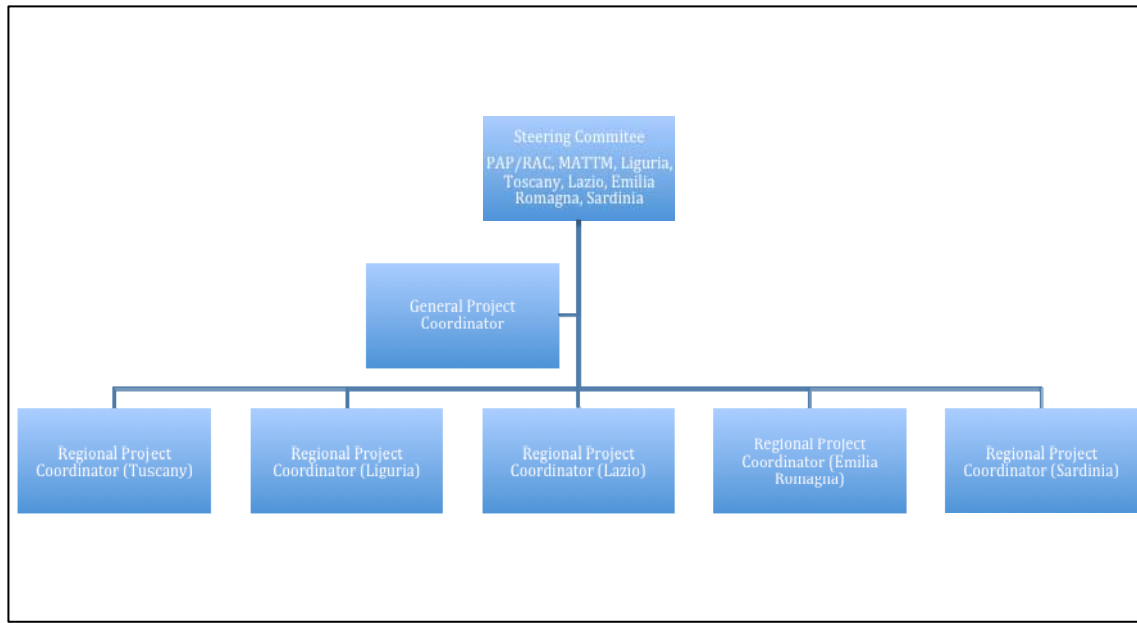 Steering Commitee
PAP/RAC, MATTM, Liguria,
Toscany, Lazio, Emilia
Romagna, Sardinia
General Project
Coordinator
Regional Project
Coordinator (Tuscany)
Regional Project
Coordinator (Liguria)
Regional Project
Coordinator (Lazio)
Regional Project
Coordinator (Emilia
Romagna)
Regional Project
Coordinator (Sardinia)